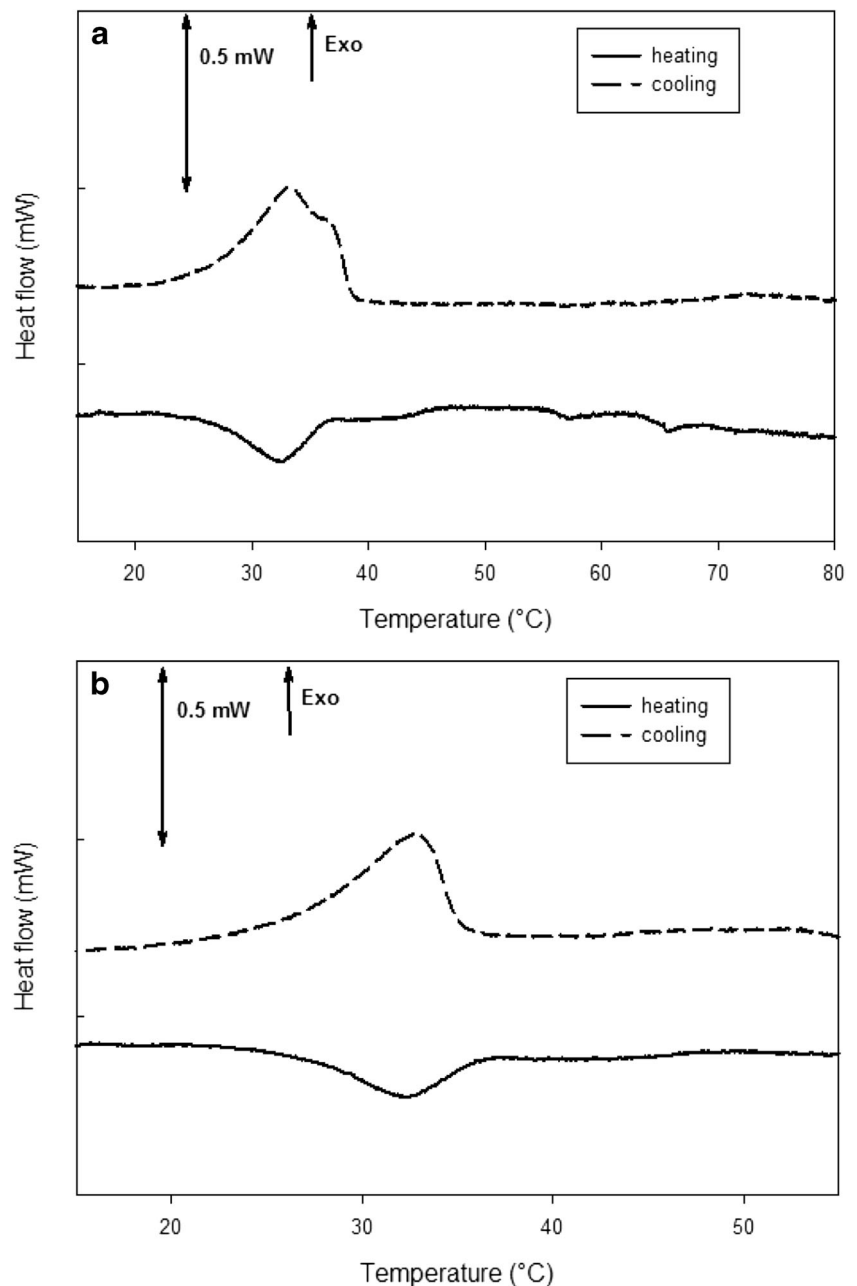 a
0.5 mW
Exo
heating
cooling
Heat flow (mW)
20 30 40 50 60 70 80
Temperature (°C)
b
0.5 mW
Exo
heating
cooling
Heat flow (mW)
20 30 40 50
Temperature (°C)